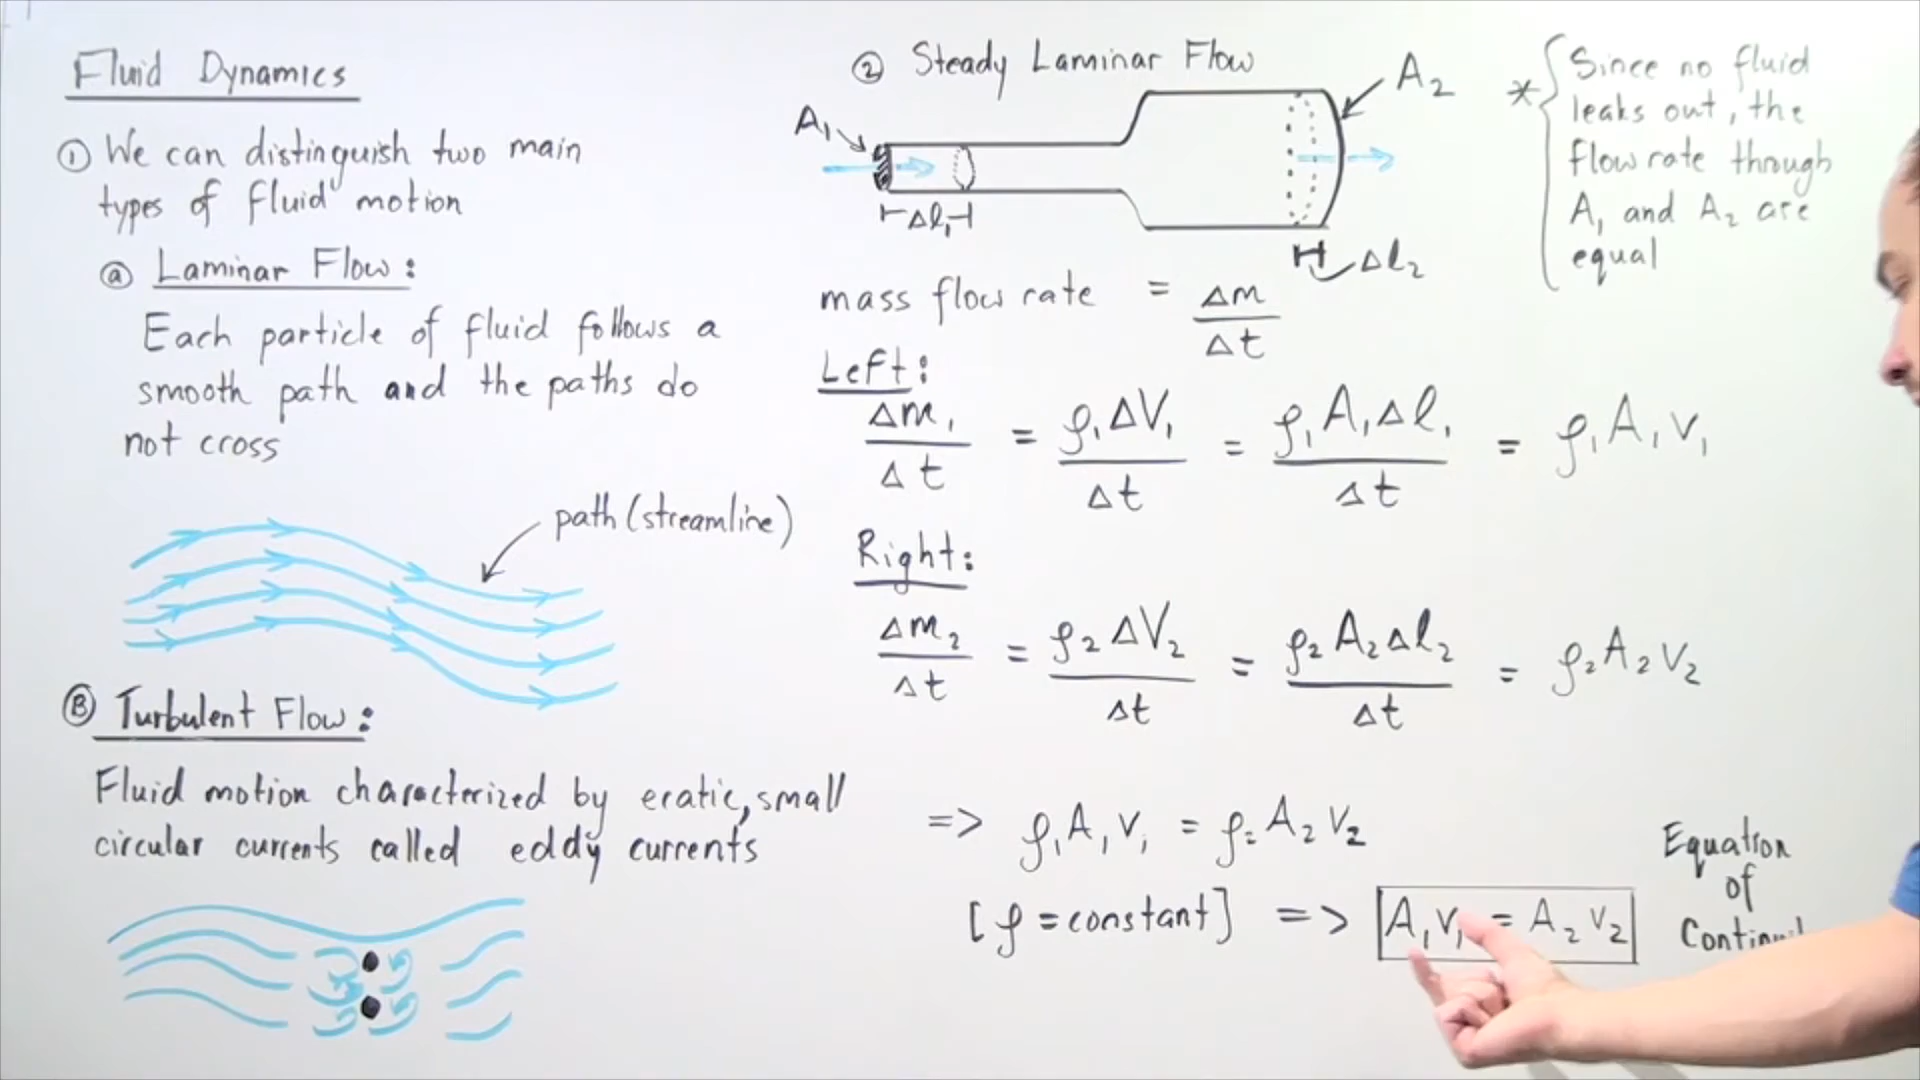 Fluid Dynamics
① We can distinguish two main
types of fluid motion
ⓐ Laminar Flow:
Each particle of fluid follows a
smooth path and the paths do
not cross
path (streamline)
Ⓑ Turbulent Flow:
Fluid motion characterized by eratic, small
circular currents called eddy currents
② Steady Laminar Flow
A₁
A₂
Δl₁
Δl₂
mass flow rate = Δm/Δt
Left:
Δm₁/Δt = ρ₁ΔV₁/Δt = ρ₁A₁Δl₁/Δt = ρ₁A₁v₁
Right:
Δm₂/Δt = ρ₂ΔV₂/Δt = ρ₂A₂Δl₂/Δt = ρ₂A₂v₂
=> ρ₁A₁v₁ = ρ₂A₂v₂
[ρ = constant] => A₁v₁ = A₂v₂
Equation
of
* Since no fluid
leaks out, the
flow rate through
A₁ and A₂ are
equal